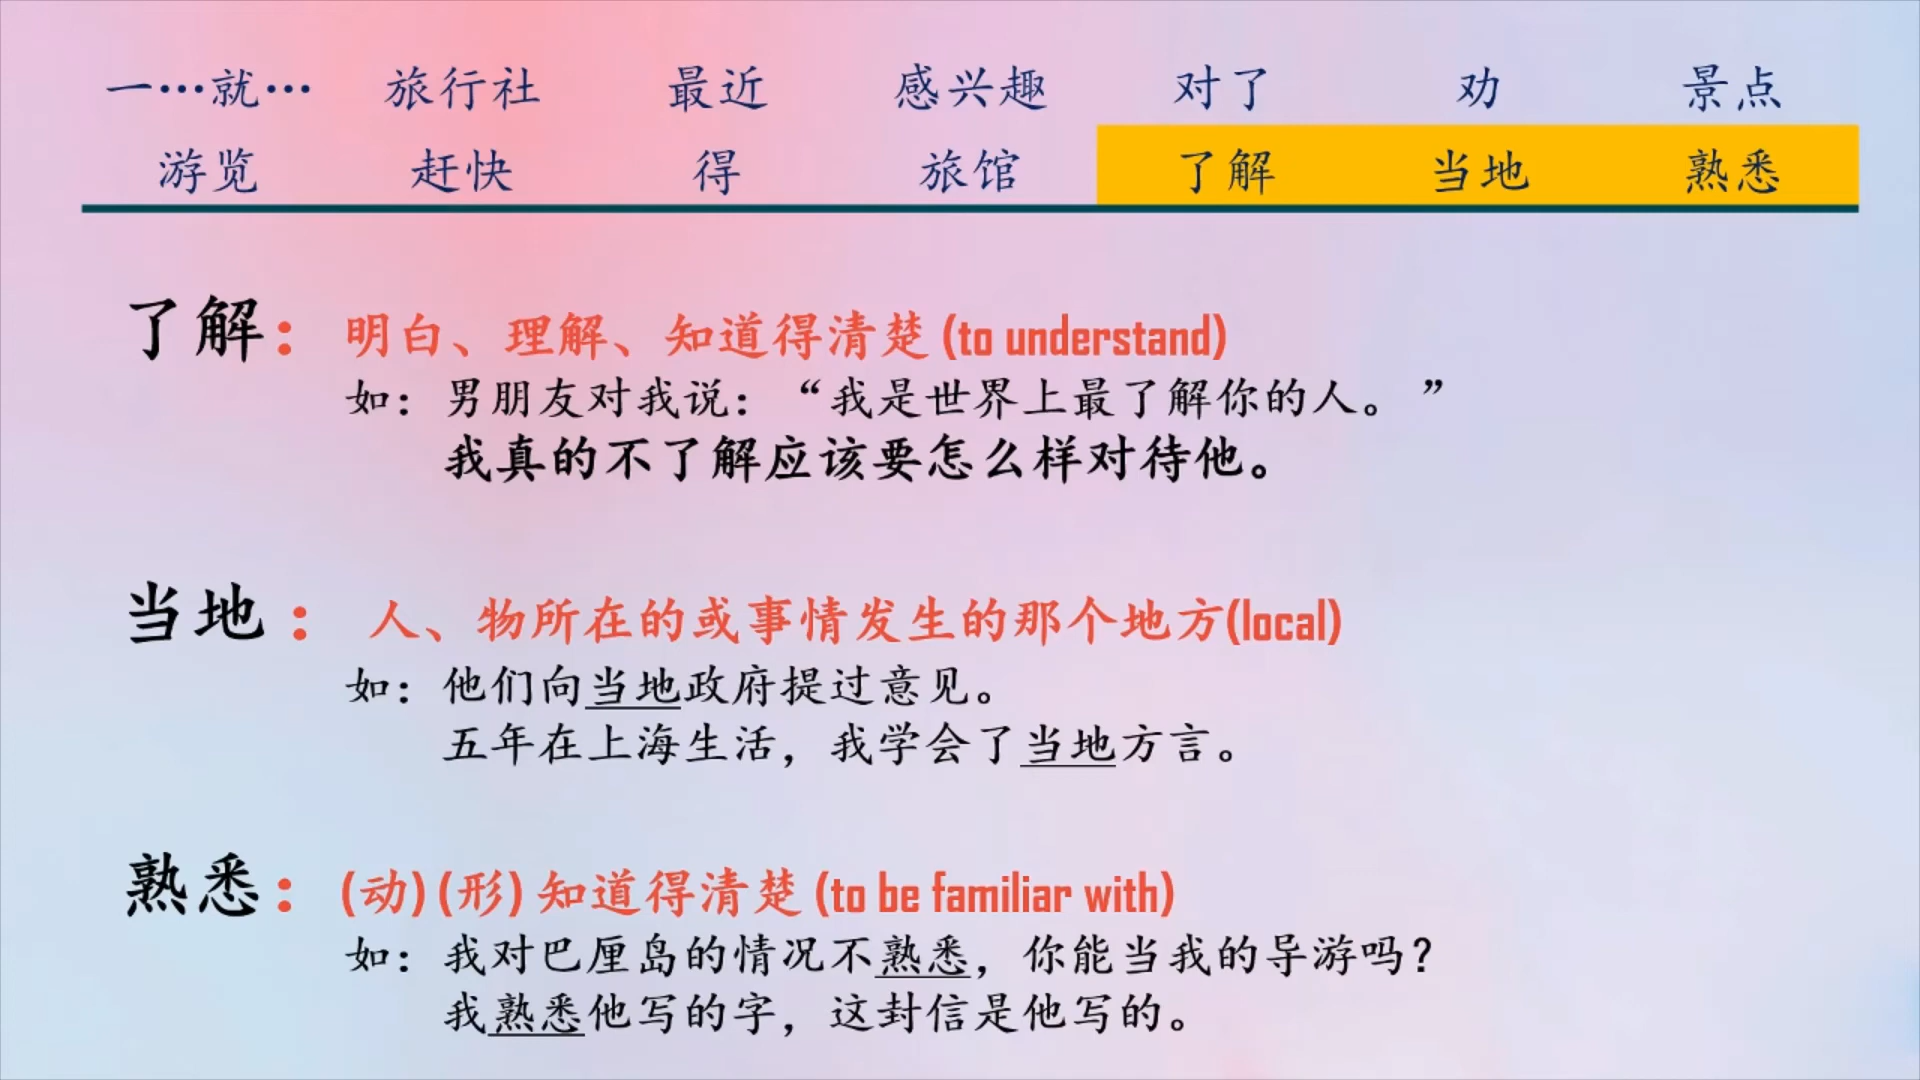 一…就… 旅行社 最近 感兴趣 对了 劝 景点
游览 赶快 得 旅馆 了解 当地 熟悉
了解：明白、理解、知道得清楚 (to understand)
如：男朋友对我说：“我是世界上最了解你的人。”
我真的不了解应该要怎么样对待他。
当地：人、物所在的或事情发生的那个地方(local)
如：他们向当地政府提过意见。
五年在上海生活，我学会了当地方言。
熟悉：(动) (形) 知道得清楚 (to be familiar with)
如：我对巴厘岛的情况不熟悉，你能当我的导游吗？
我熟悉他写的字，这封信是他写的。